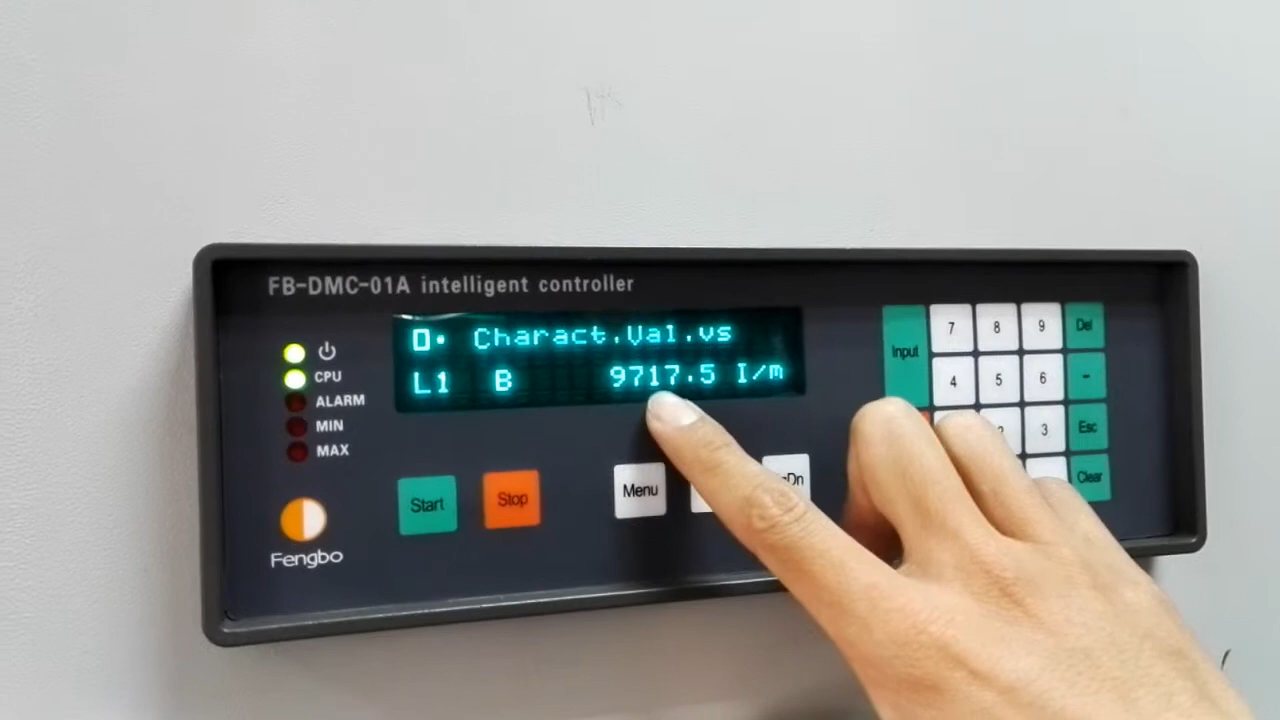 FB-DMC-01A intelligent controller
D• Charact.Val.vs
L1 B 9717.5 I/m
CPU
ALARM
MIN
MAX
Fengbo
Start
Stop
Menu
Input
7 8 9 Del
4 5 6 -
3 Esc
Clear